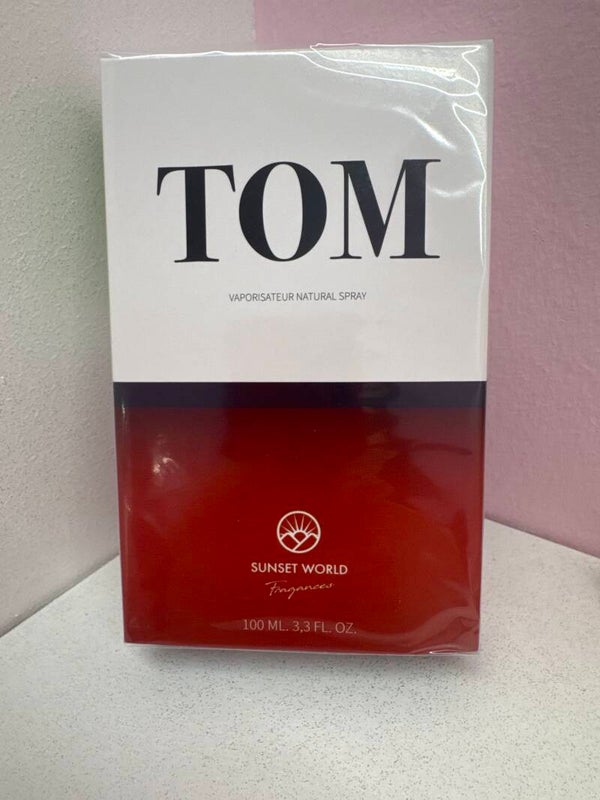 TOM
VAPORISATEUR NATURAL SPRAY
SUNSET WORLD
Fragances
100 ML. 3,3 FL. OZ.